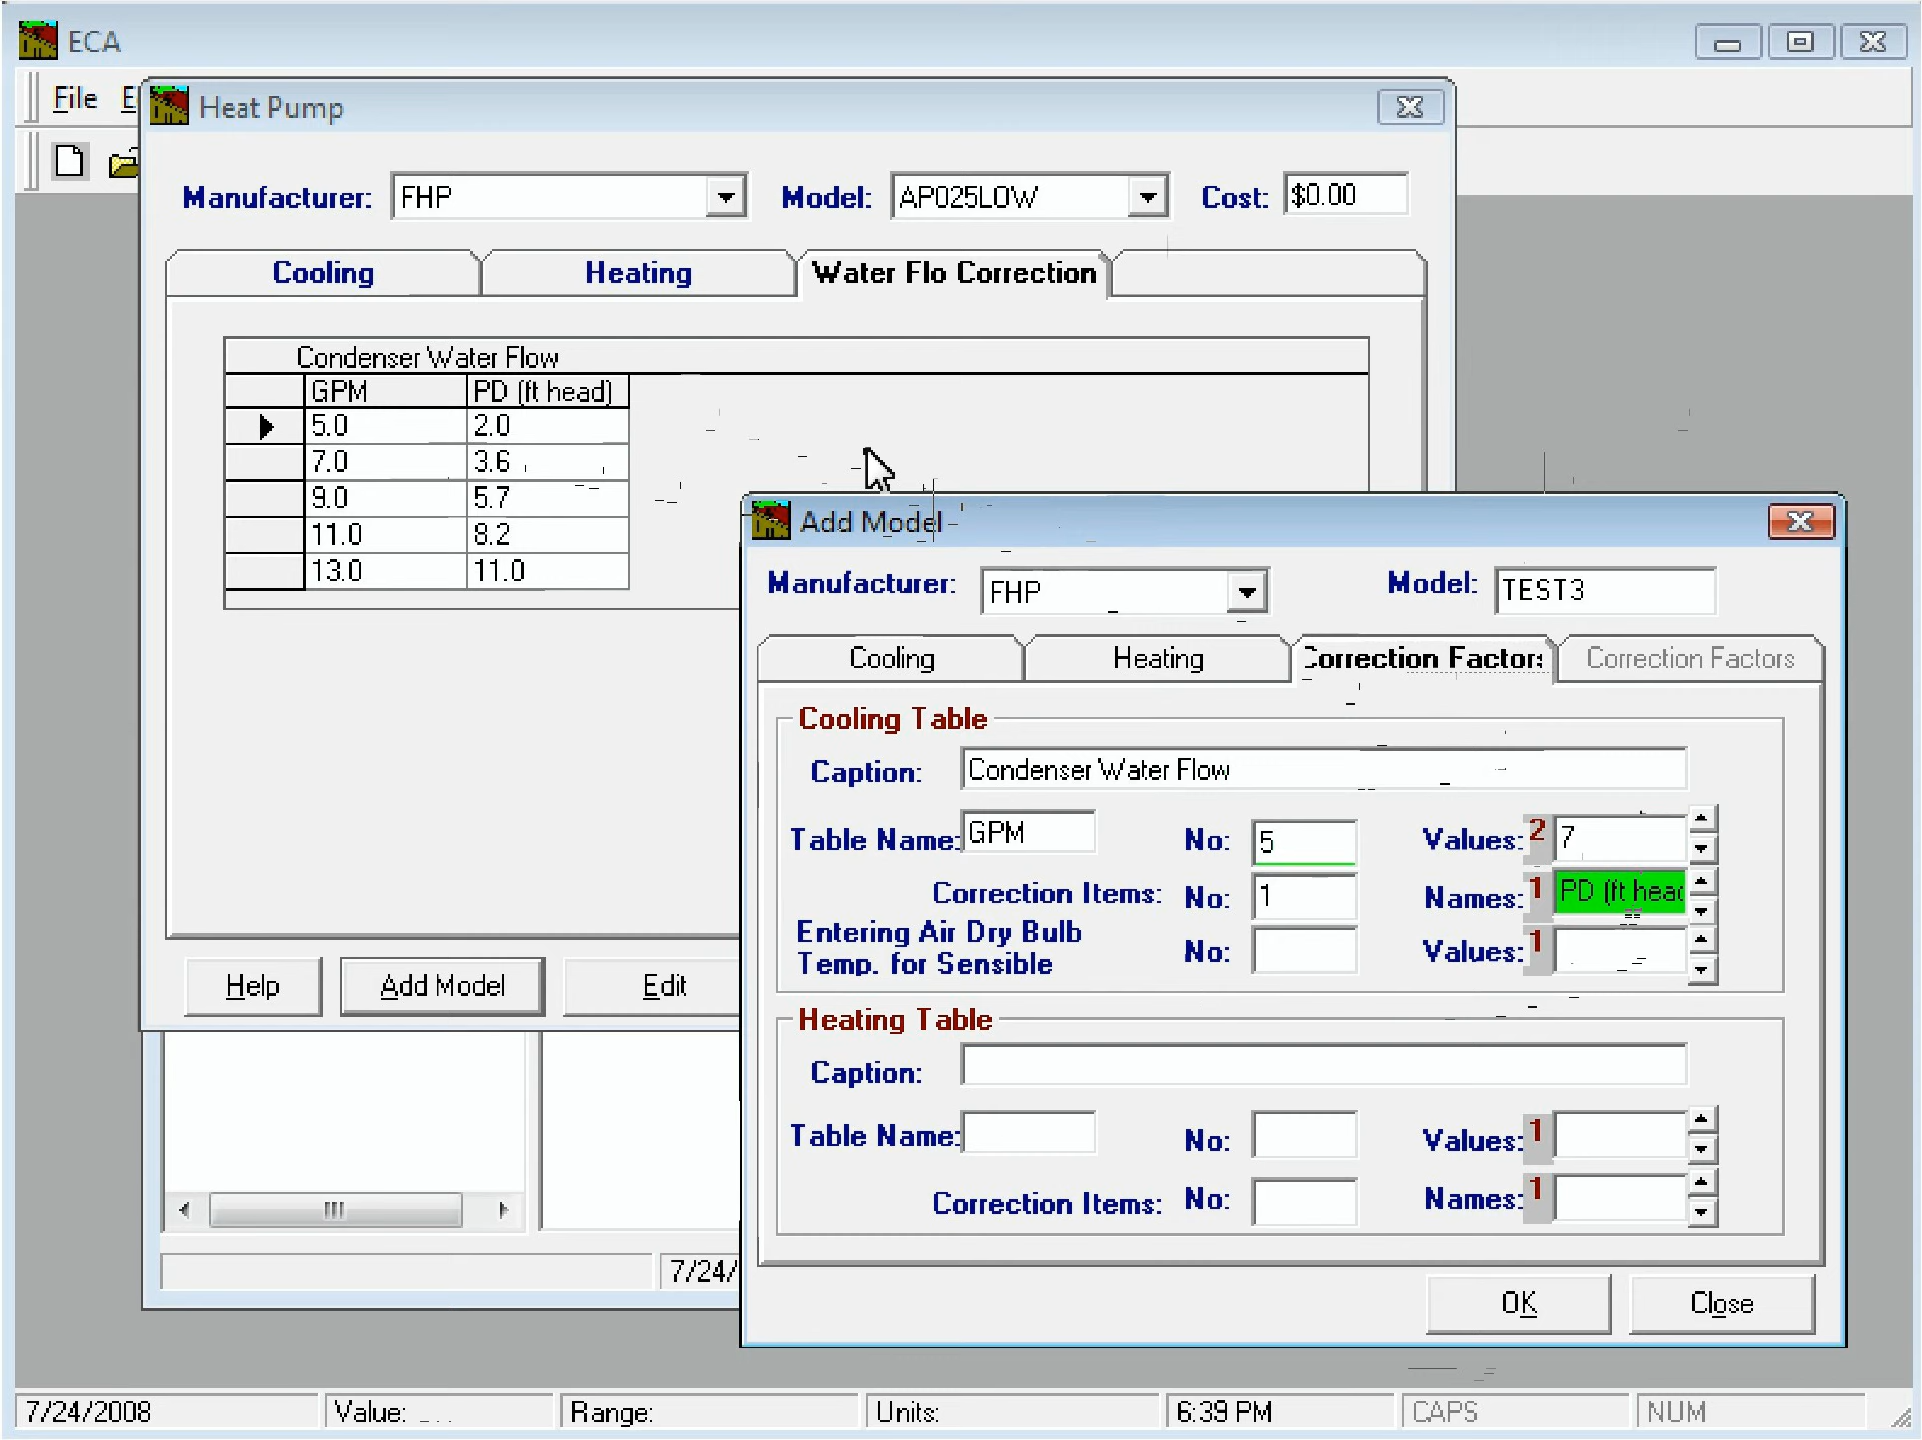 ECA
File
Heat Pump
Manufacturer: FHP Model: AP025LOW Cost: $0.00
Cooling Heating Water Flo Correction
Condenser Water Flow
GPM PD (ft head)
5.0 2.0
7.0 3.6
9.0 5.7
11.0 8.2
13.0 11.0
Help Add Model Edit
7/24/
Add Model
Manufacturer: FHP Model: TEST3
Cooling Heating Correction Factors Correction Factors
Cooling Table
Caption: Condenser Water Flow
Table Name: GPM No: 5 Values: 2 7
Correction Items: No: 1 Names: 1 PD (ft head
Entering Air Dry Bulb
Temp. for Sensible No: Values: 1
Heating Table
Caption:
Table Name: No: Values: 1
Correction Items: No: Names: 1
OK Close
7/24/2008 Value: ... Range: Units: 6:39 PM CAPS NUM